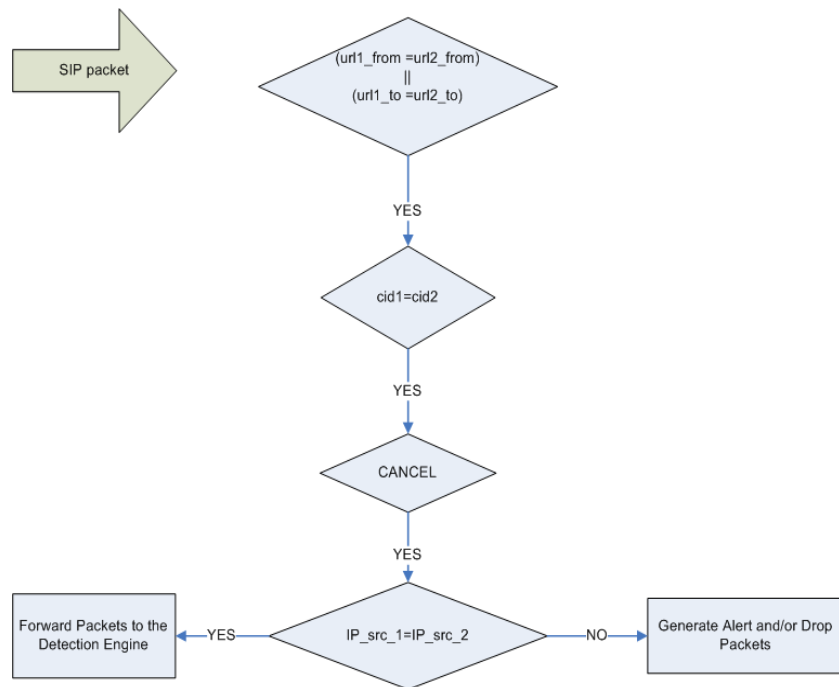 SIP packet
(url1_from =url2_from)
||
(url1_to =url2_to)
YES
cid1=cid2
YES
CANCEL
YES
Forward Packets to the
Detection Engine
YES
IP_src_1=IP_src_2
NO
Generate Alert and/or Drop
Packets